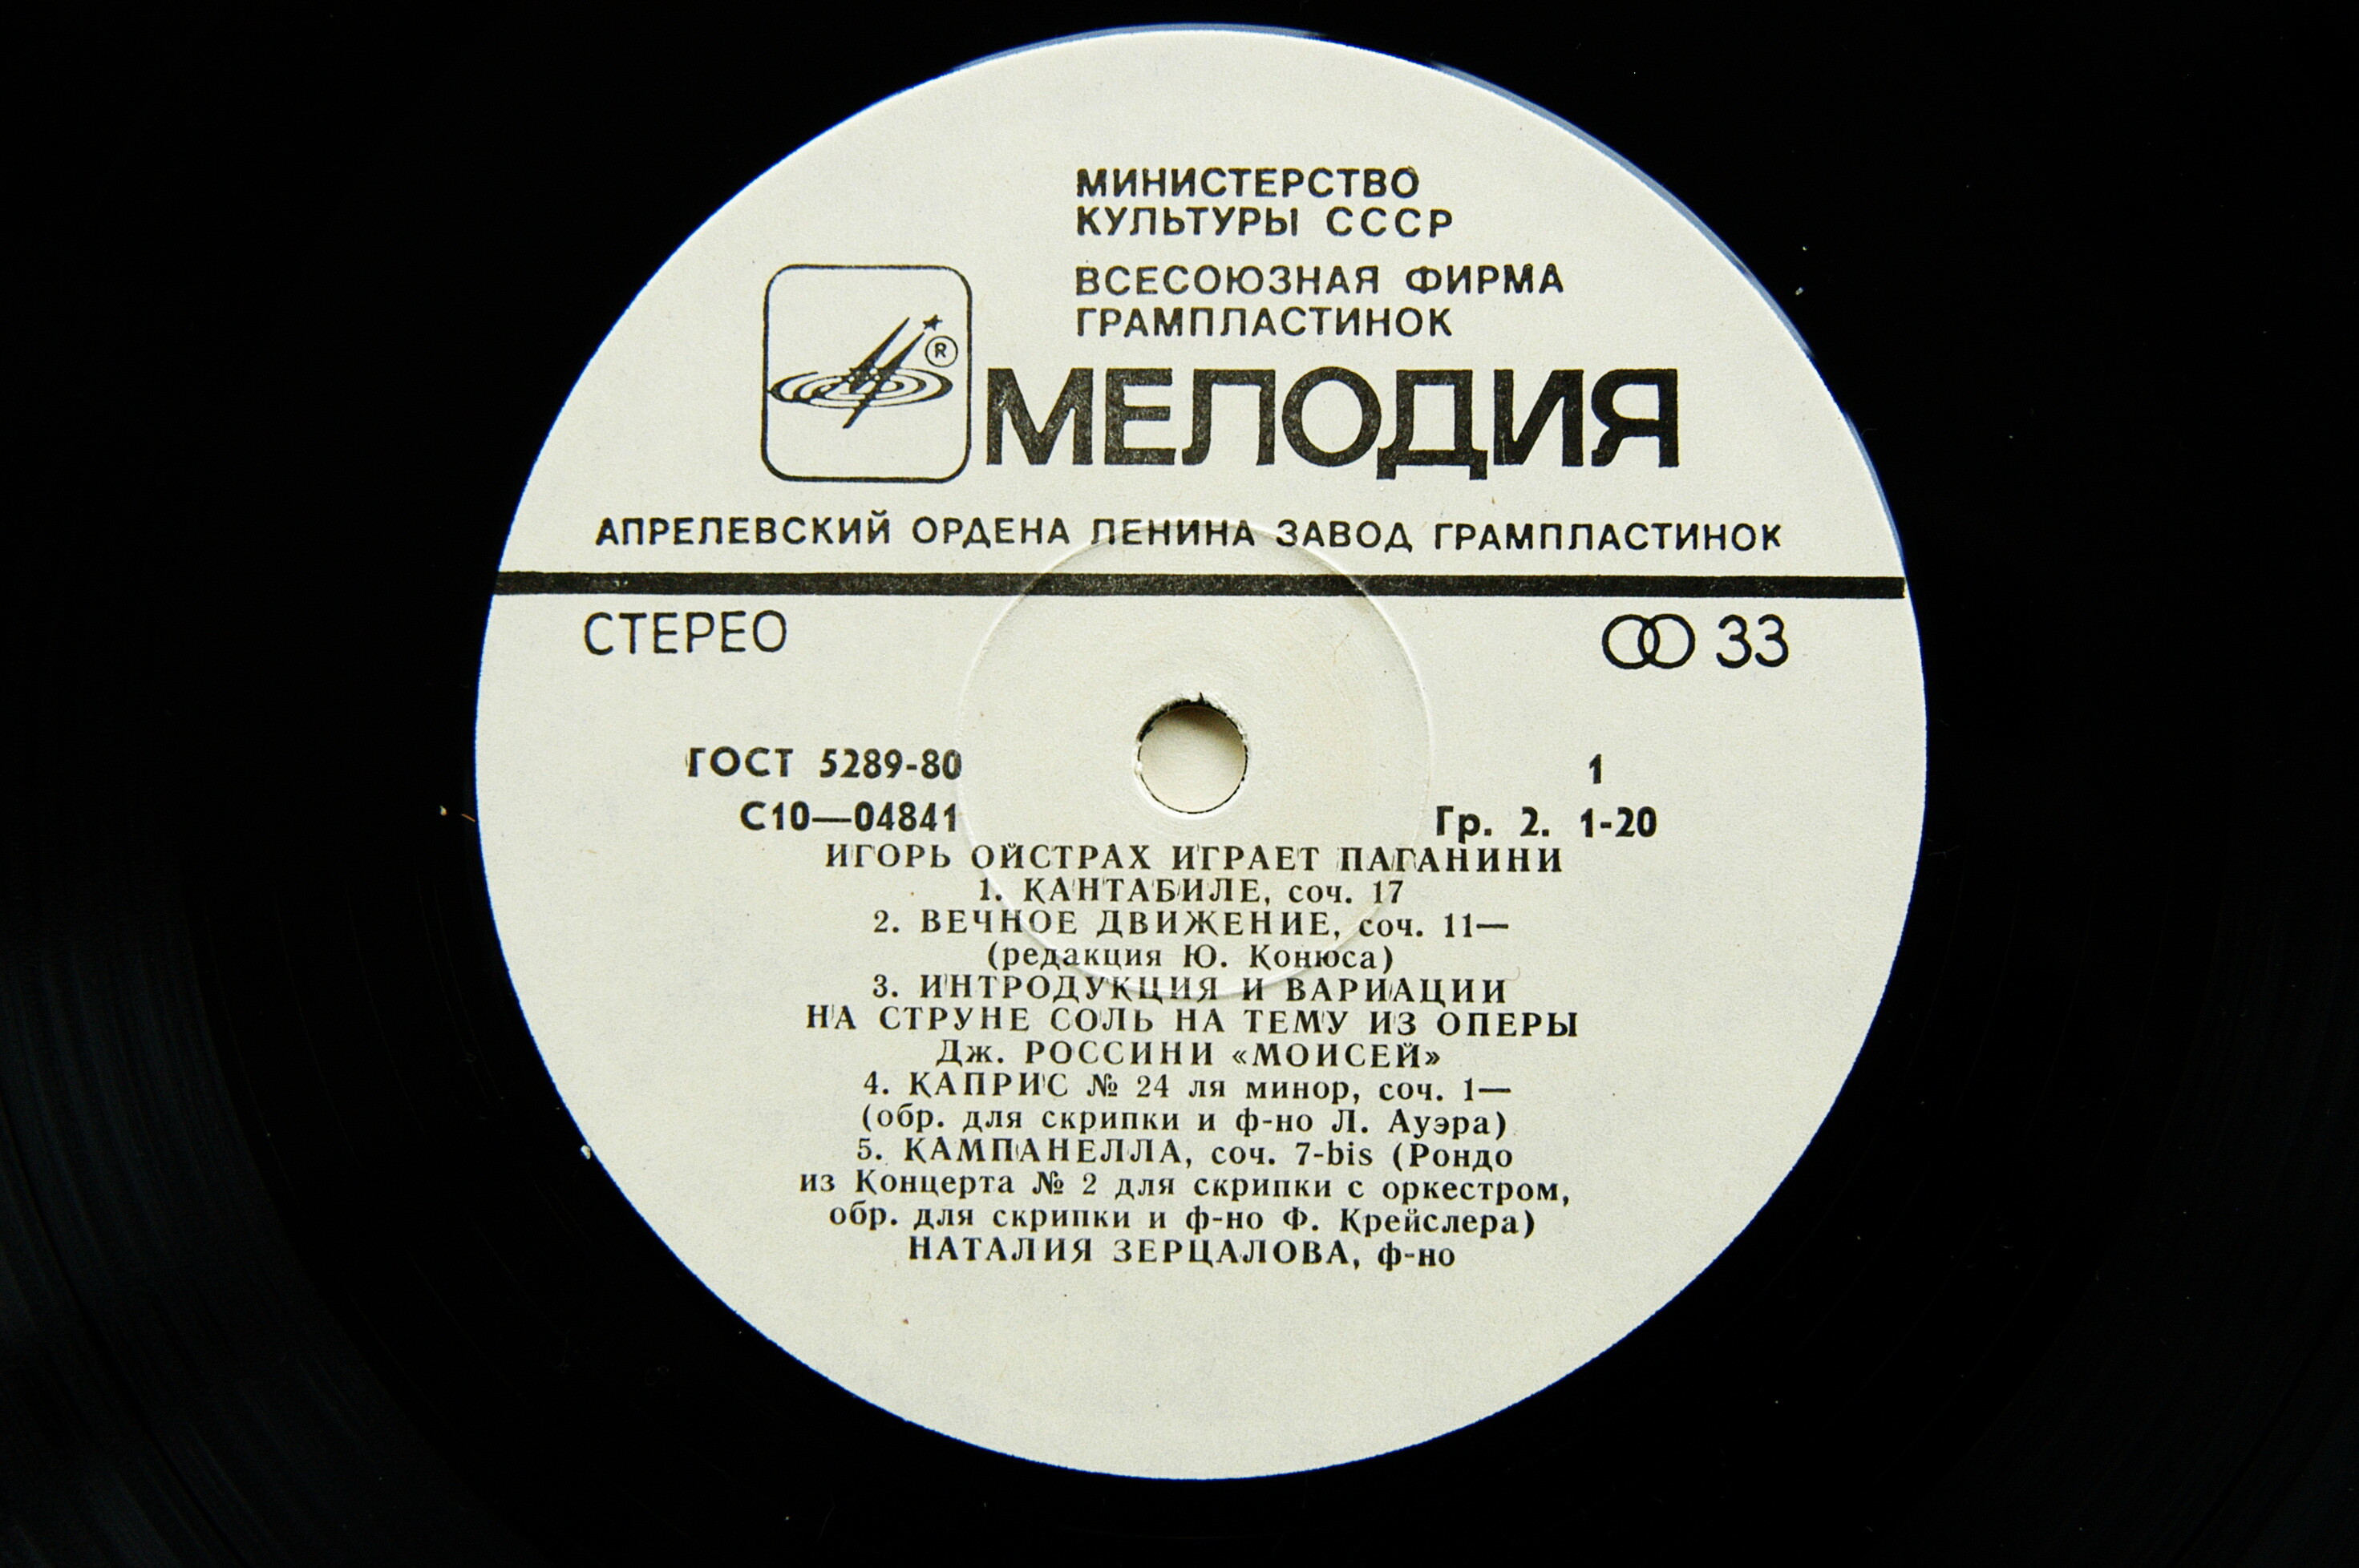 МИНИСТЕРСТВО
КУЛЬТУРЫ СССР
ВСЕСОЮЗНАЯ ФИРМА
ГРАМПЛАСТИНОК
®
МЕЛОДИЯ
АПРЕЛЕВСКИЙ ОРДЕНА ЛЕНИНА ЗАВОД ГРАМПЛАСТИНОК
СТЕРЕО 33
ГОСТ 5289-80 1
С10—04841 Гр. 2. 1-20
ИГОРЬ ОЙСТРАХ ИГРАЕТ ПАГАНИНИ
1. КАНТАБИЛЕ, соч. 17
2. ВЕЧНОЕ ДВИЖЕНИЕ, соч. 11—
(редакция Ю. Конюса)
3. ИНТРОДУКЦИЯ И ВАРИАЦИИ
НА СТРУНЕ СОЛЬ НА ТЕМУ ИЗ ОПЕРЫ
Дж. РОССИНИ «МОИСЕЙ»
4. КАПРИС № 24 ля минор, соч. 1—
(обр. для скрипки и ф-но Л. Ауэра)
5. КАМПАНЕЛЛА, соч. 7-bis (Рондо
из Концерта № 2 для скрипки с оркестром,
обр. для скрипки и ф-но Ф. Крейслера)
НАТАЛИЯ ЗЕРЦАЛОВА, ф-но